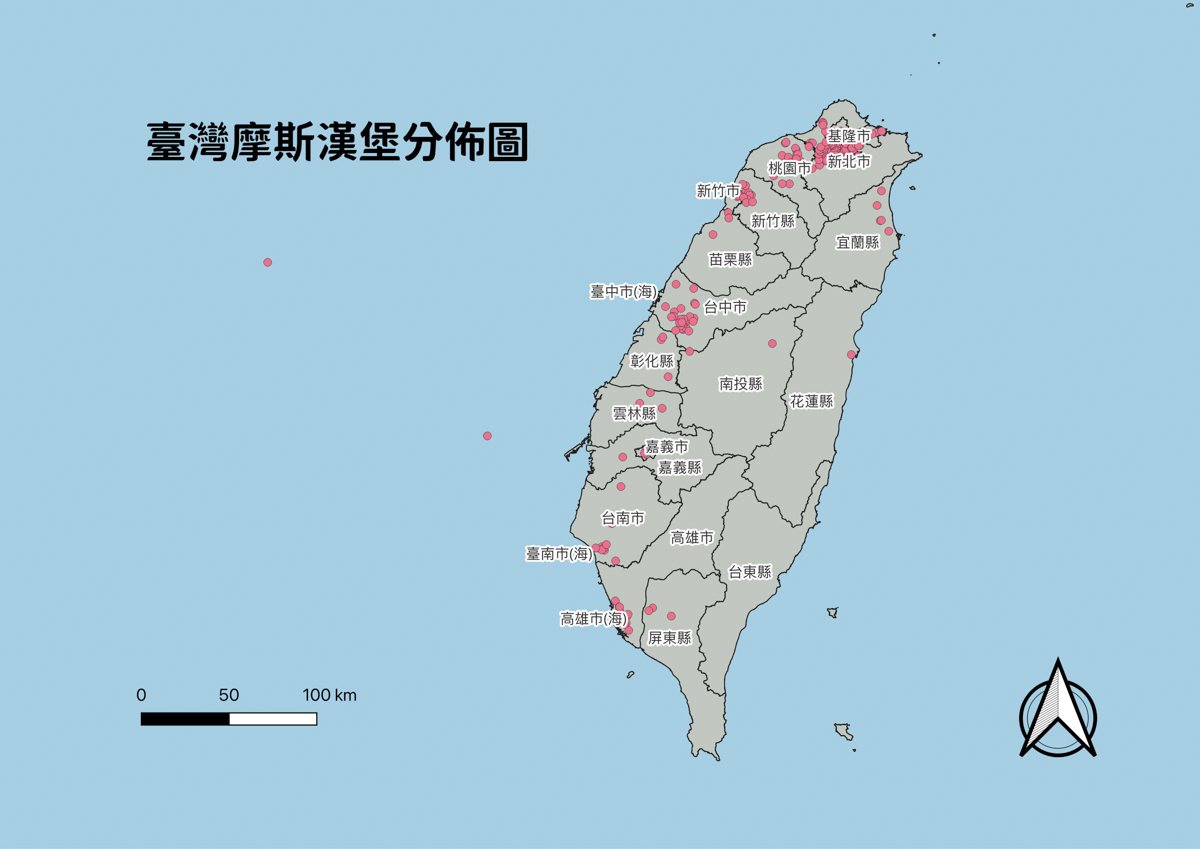 臺灣摩斯漢堡分佈圖
基隆市
新北市
桃園市
新竹市
新竹縣
宜蘭縣
苗栗縣
臺中市(海)
台中市
彰化縣
南投縣
花蓮縣
雲林縣
嘉義市
嘉義縣
台南市
高雄市
臺南市(海)
台東縣
高雄市(海)
屏東縣
0 50 100 km